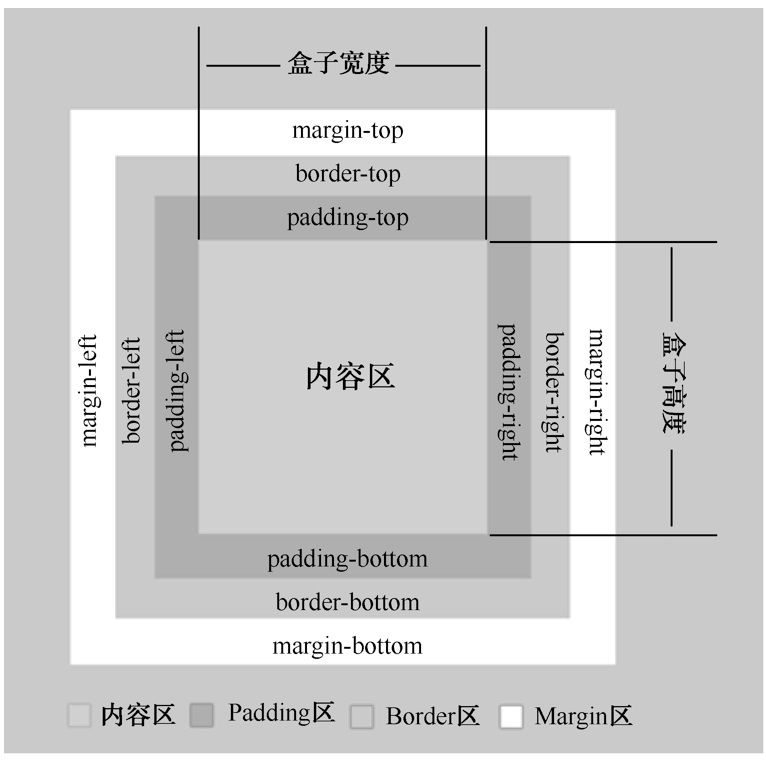 盒子宽度
margin-top
border-top
padding-top
margin-left
border-left
padding-left
内容区
padding-right
border-right
margin-right
盒子高度
padding-bottom
border-bottom
margin-bottom
内容区 Padding区 Border区 Margin区